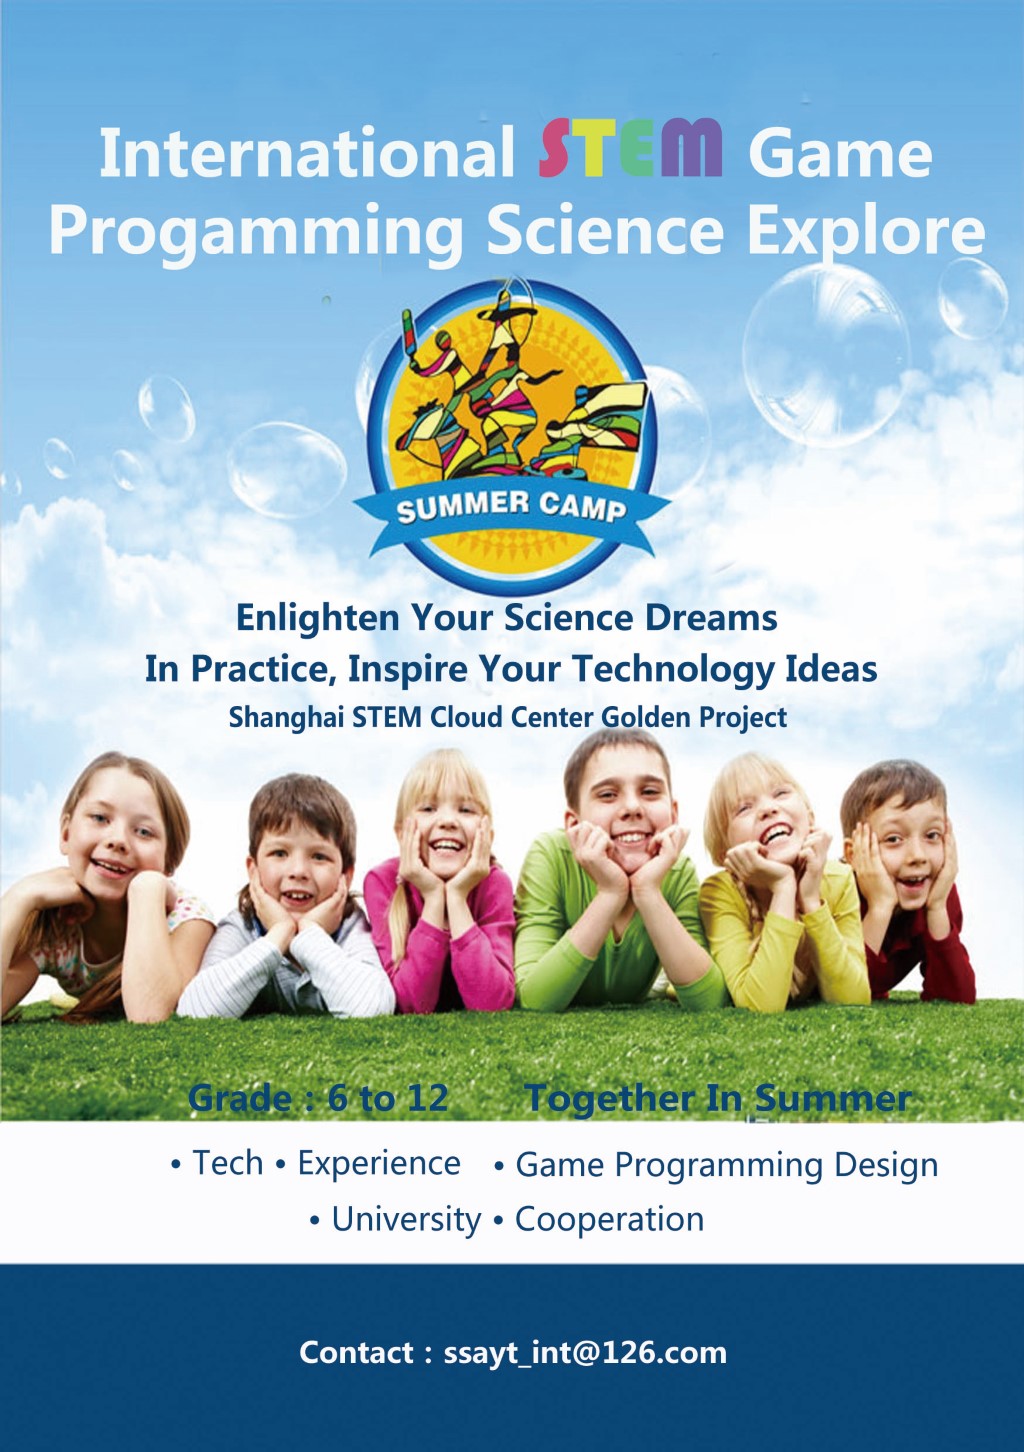 International STEM Game
Progamming Science Explore
SUMMER CAMP
Enlighten Your Science Dreams
In Practice, Inspire Your Technology Ideas
Shanghai STEM Cloud Center Golden Project
Grade : 6 to 12 Together In Summer
• Tech • Experience • Game Programming Design
• University • Cooperation
Contact : ssayt_int@126.com